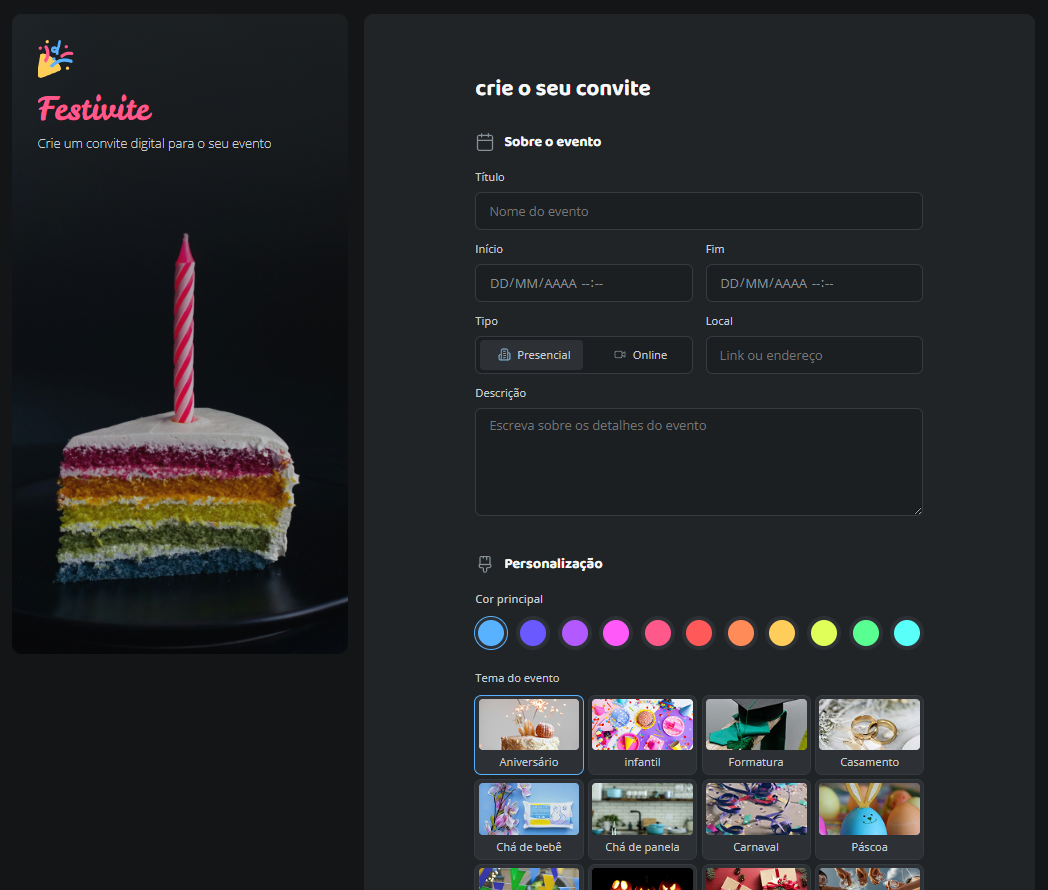 Festivite
Crie um convite digital para o seu evento
crie o seu convite
Sobre o evento
Título
Nome do evento
Início
Fim
DD/MM/AAAA --:--
DD/MM/AAAA --:--
Tipo
Local
Presencial
Online
Link ou endereço
Descrição
Escreva sobre os detalhes do evento
Personalização
Cor principal
Tema do evento
Aniversário
infantil
Formatura
Casamento
Chá de bebê
Chá de panela
Carnaval
Páscoa